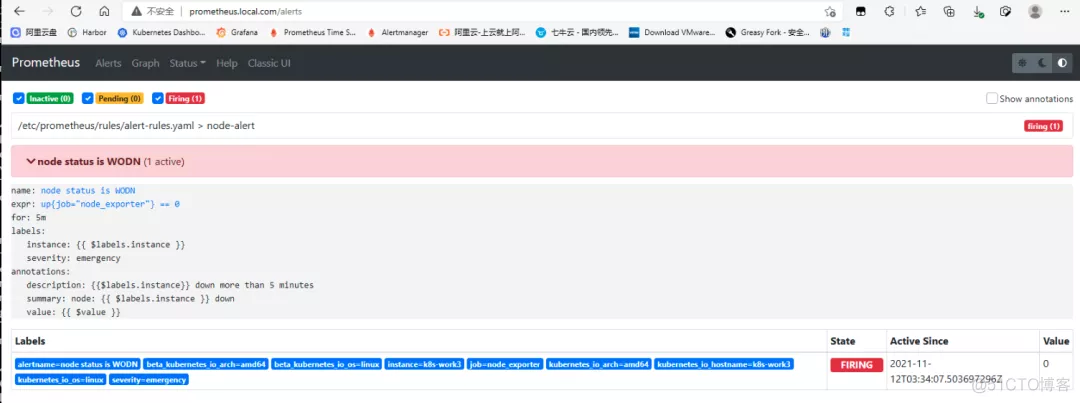 不安全 | prometheus.local.com/alerts
阿里云盘 Harbor Kubernetes Dashbo... Grafana Prometheus Time S... Alertmanager 阿里云-上云就上阿... 七牛云 - 国内领先... Download VMware... Greasy Fork - 安全...
Prometheus Alerts Graph Status Help Classic UI
Inactive (0) Pending (0) Firing (1) Show annotations
/etc/prometheus/rules/alert-rules.yaml > node-alert firing (1)
node status is WODN (1 active)
name: node status is WODN
expr: up{job="node_exporter"} == 0
for: 5m
labels:
instance: {{ $labels.instance }}
severity: emergency
annotations:
description: {{$labels.instance}} down more than 5 minutes
summary: node: {{ $labels.instance }} down
value: {{ $value }}
Labels State Active Since Value
alertname=node status is WODN beta_kubernetes_io_arch=amd64 beta_kubernetes_io_os=linux instance=k8s-work3 job=node_exporter kubernetes_io_arch=amd64 kubernetes_io_hostname=k8s-work3 FIRING 2021-11- 0
kubernetes_io_os=linux severity=emergency 12T03:34:07.503697296Z
@51CTO博客